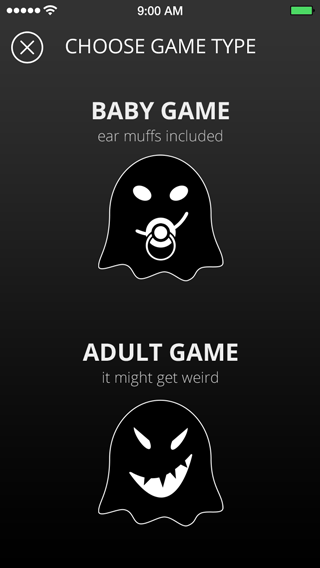 9:00 AM
CHOOSE GAME TYPE
BABY GAME
ear muffs included
ADULT GAME
it might get weird